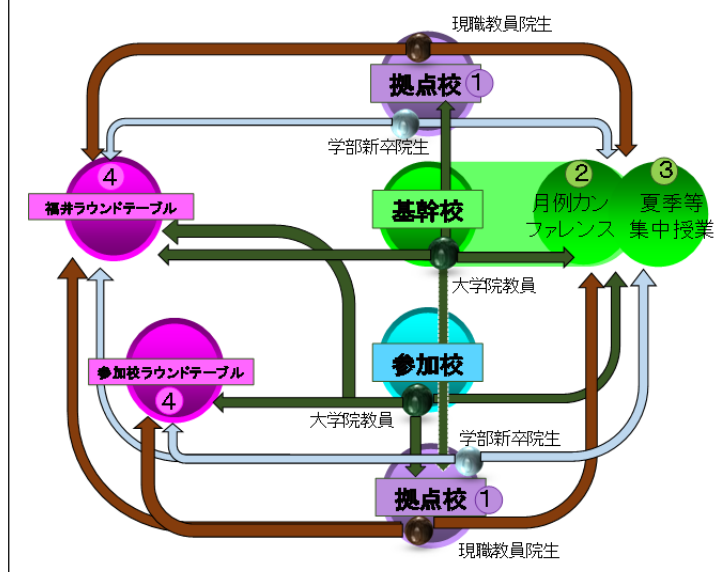 現職教員院生
拠点校①
学部新卒院生
④
福井ラウンドテーブル
基幹校
②
月例カン
ファレンス
③
夏季等
集中授業
大学院教員
参加校
参加校ラウンドテーブル
④
大学院教員
学部新卒院生
拠点校①
現職教員院生